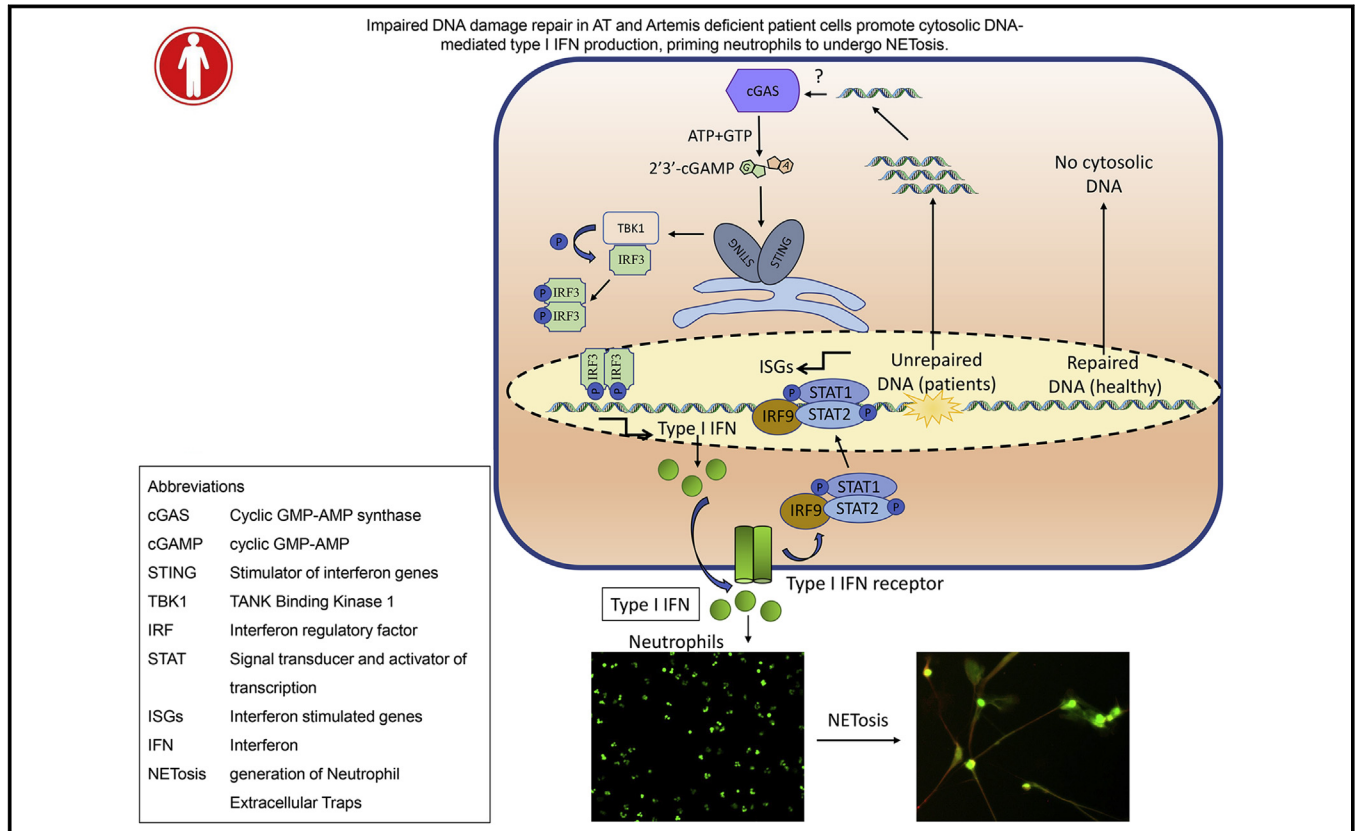 Impaired DNA damage repair in AT and Artemis deficient patient cells promote cytosolic DNA-
mediated type I IFN production, priming neutrophils to undergo NETosis.
cGAS
?
ATP+GTP
2'3'-cGAMP
G
A
No cytosolic
DNA
TBK1
IRF3
P
STING
STING
P
IRF3
P
IRF3
IRF3
IRF3
P
P
ISGs
Unrepaired
DNA (patients)
Repaired
DNA (healthy)
P
STAT1
IRF9
STAT2
P
Type I IFN
P
STAT1
IRF9
STAT2
P
Type I IFN receptor
Type I IFN
Neutrophils
NETosis
Abbreviations
cGAS Cyclic GMP-AMP synthase
cGAMP cyclic GMP-AMP
STING Stimulator of interferon genes
TBK1 TANK Binding Kinase 1
IRF Interferon regulatory factor
STAT Signal transducer and activator of
transcription
ISGs Interferon stimulated genes
IFN Interferon
NETosis generation of Neutrophil
Extracellular Traps